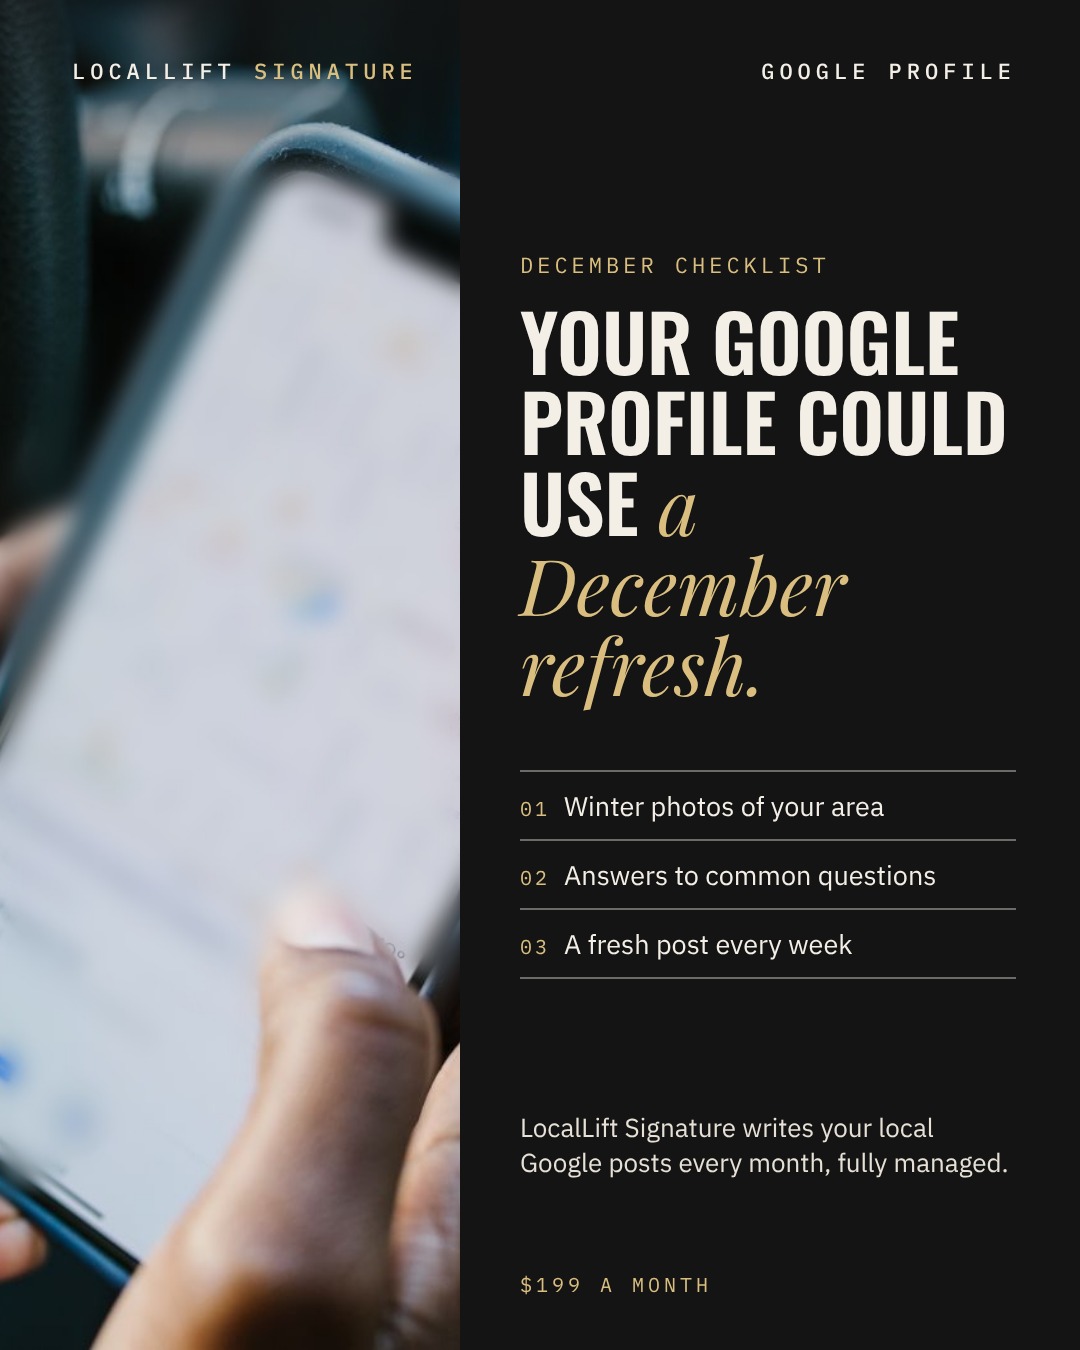 LOCALLIFT SIGNATURE
GOOGLE PROFILE
DECEMBER CHECKLIST
YOUR GOOGLE
PROFILE COULD
USE a
December
refresh.
01 Winter photos of your area
02 Answers to common questions
03 A fresh post every week
LocalLift Signature writes your local
Google posts every month, fully managed.
$199 A MONTH